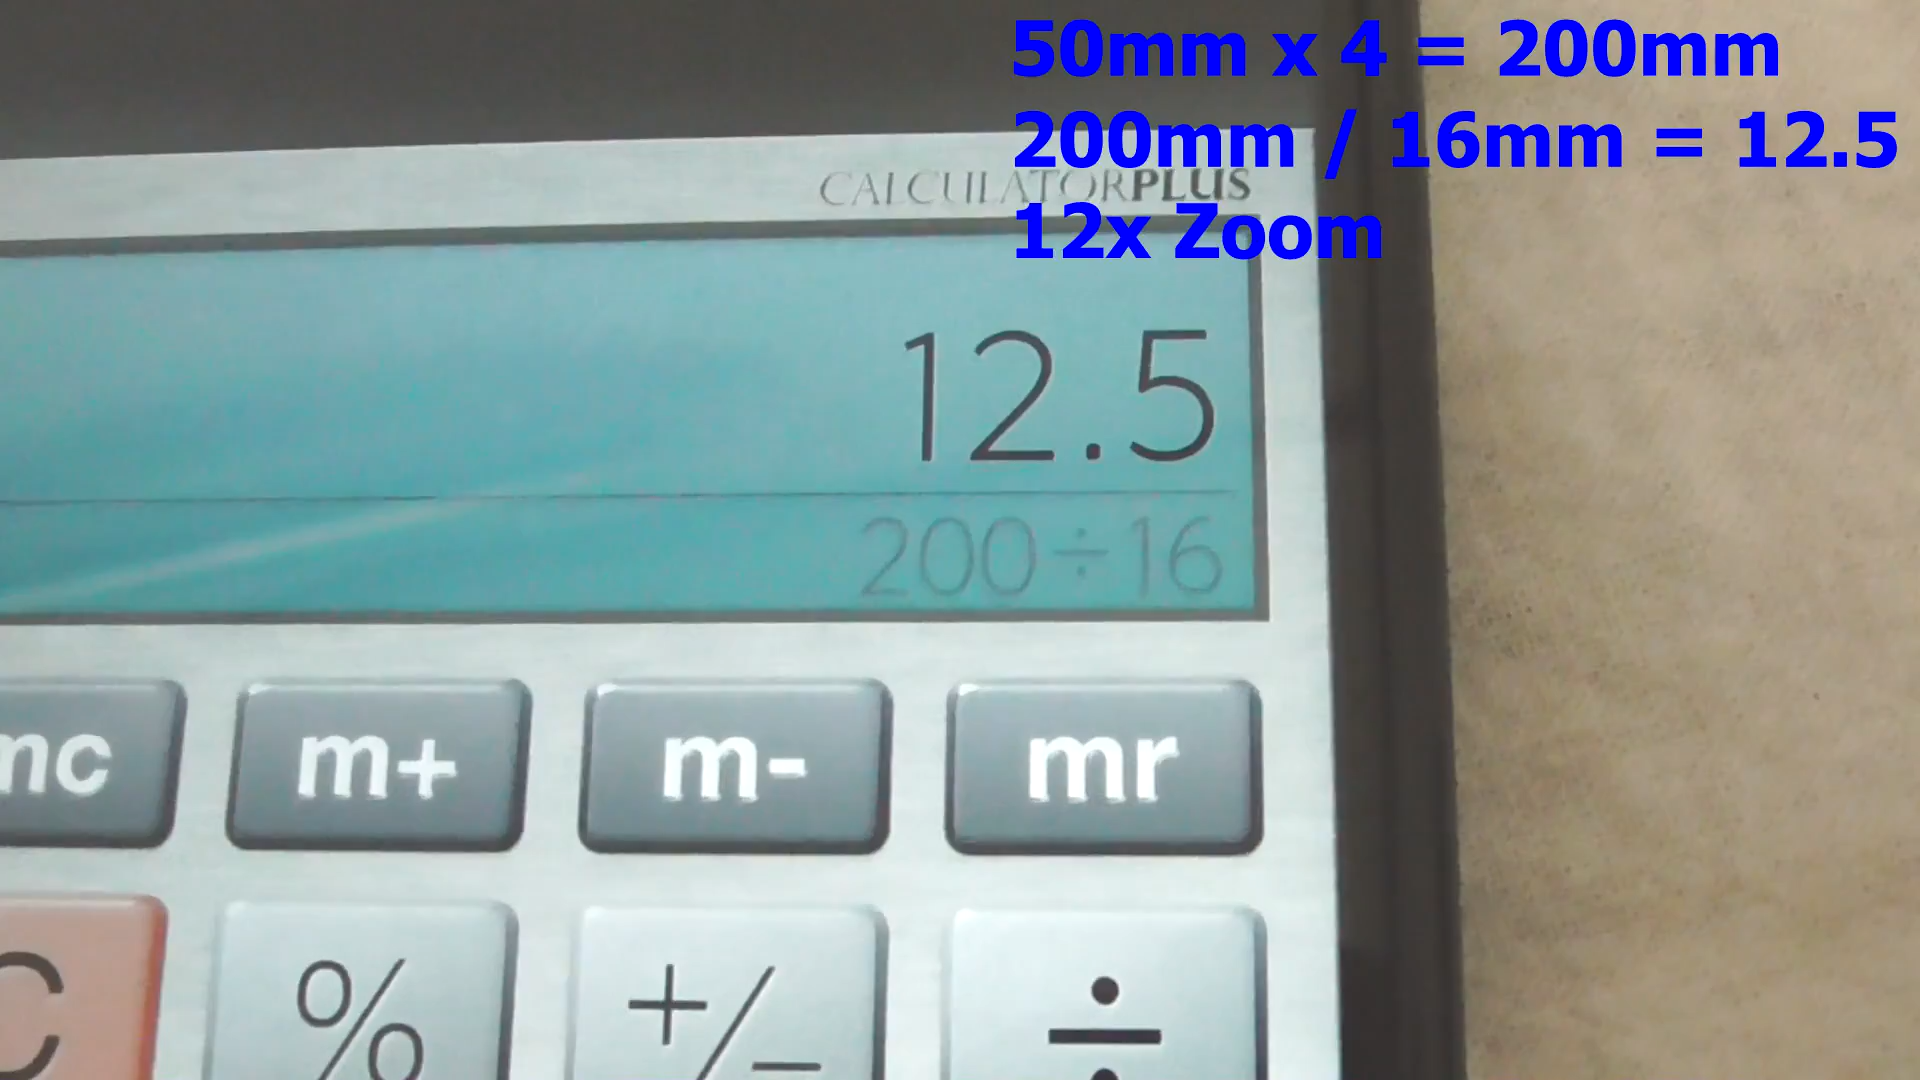 50mm x 4 = 200mm
200mm / 16mm = 12.5
12x Zoom
CALCULATORPLUS
12.5
200÷16
mc m+ m- mr
C % +/- ÷